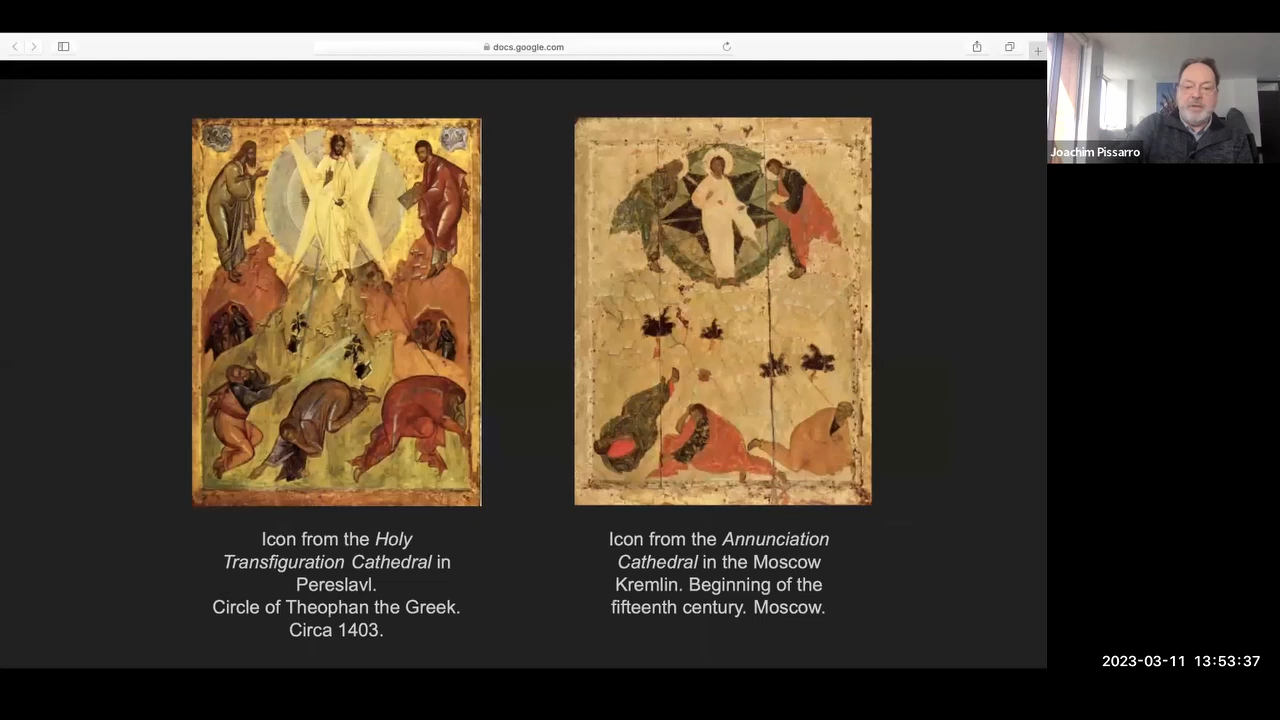 docs.google.com
Joachim Pissarro
Icon from the Holy
Transfiguration Cathedral in
Pereslavl.
Circle of Theophan the Greek.
Circa 1403.
Icon from the Annunciation
Cathedral in the Moscow
Kremlin. Beginning of the
fifteenth century. Moscow.
2023-03-11 13:53:37